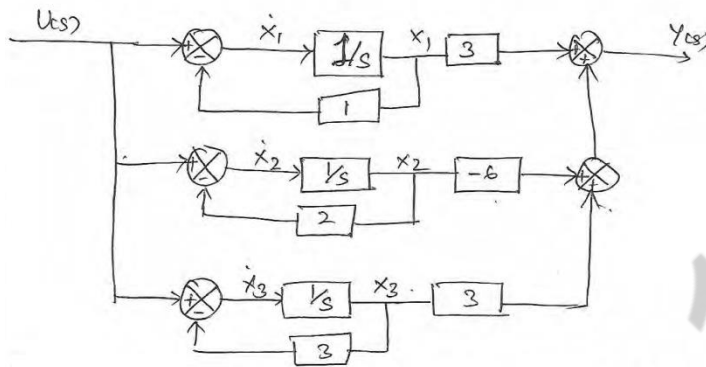 U(s)
+ - ẋ₁ 1/s x₁ 3 + + Y(s)
1
+ - ẋ₂ 1/s x₂ -6 + +
2
+ - ẋ₃ 1/s x₃ 3
3